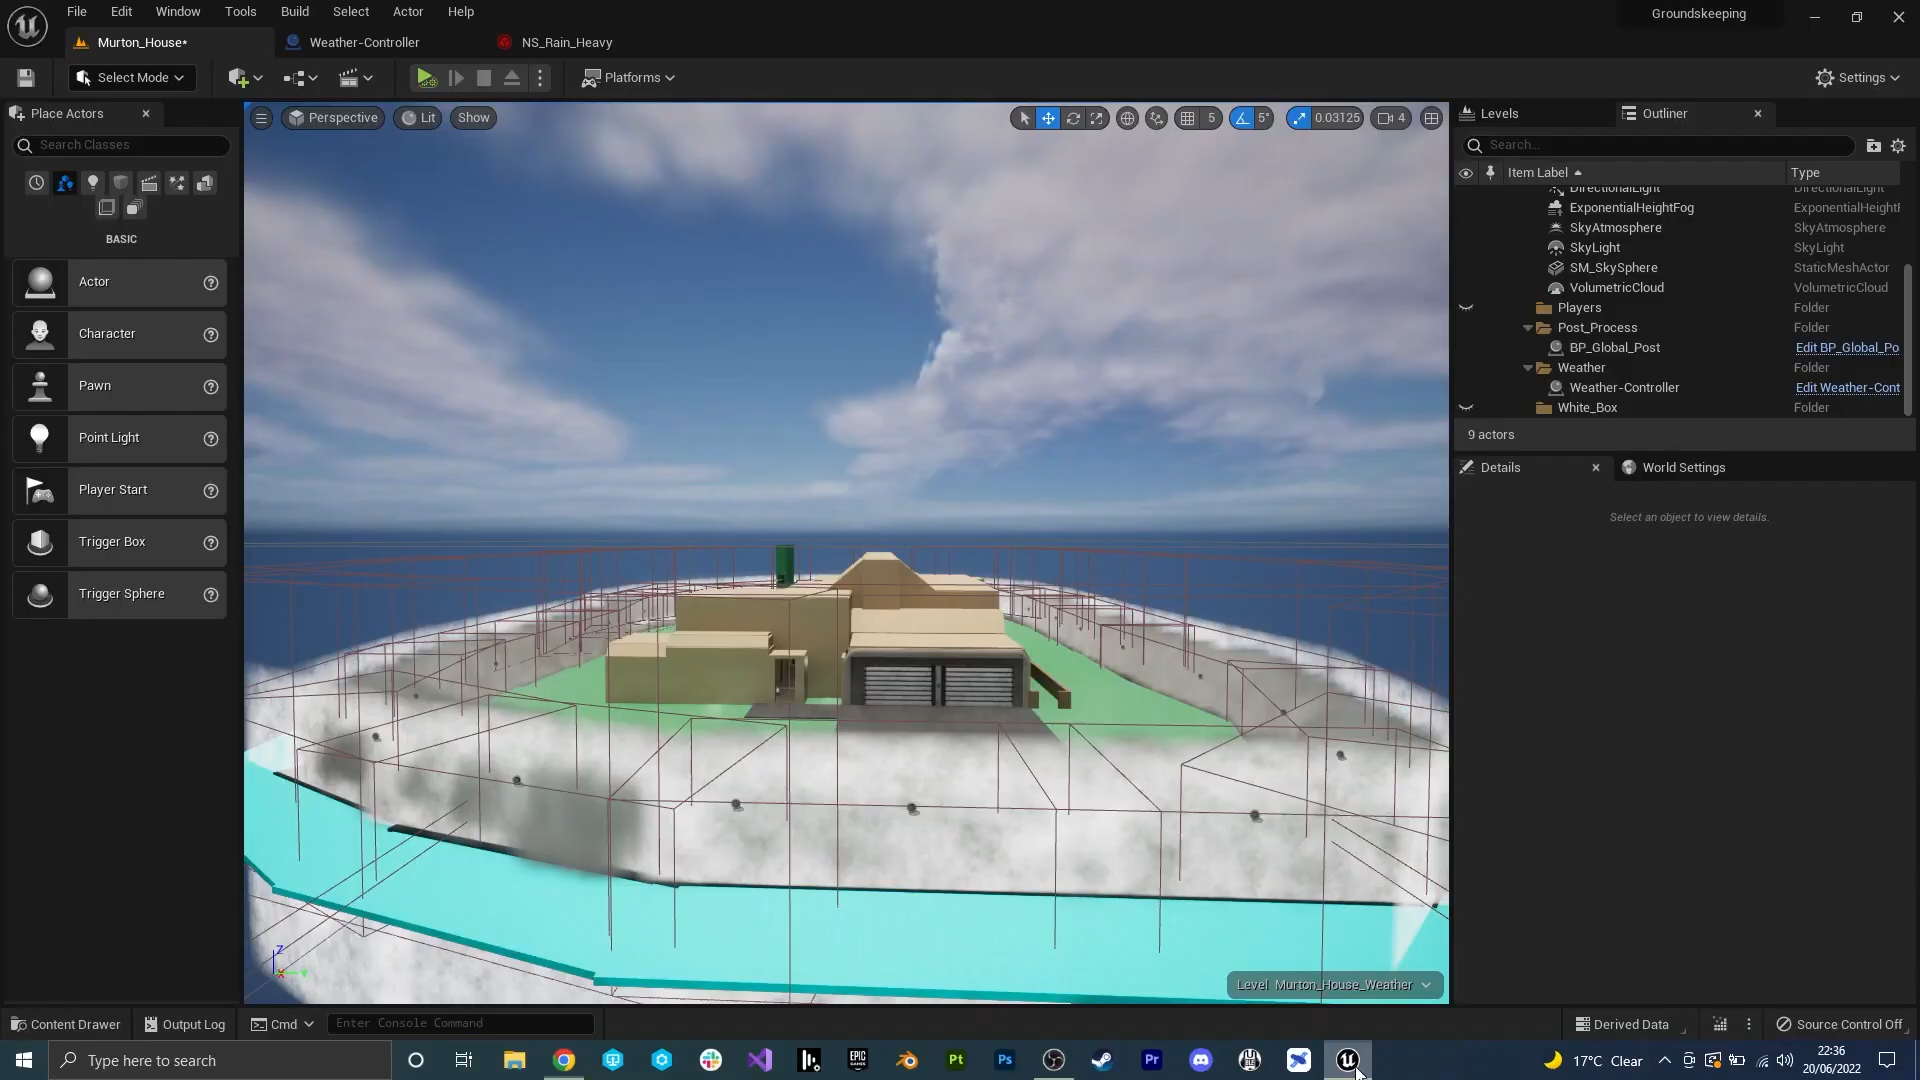 File Edit Window Tools Build Select Actor Help
Groundskeeping
Murton_House*
Weather-Controller
NS_Rain_Heavy
Select Mode
Platforms
Settings
Place Actors
Search Classes
BASIC
Actor
Character
Pawn
Point Light
Player Start
Trigger Box
Trigger Sphere
Perspective
Lit
Show
5
5°
0.03125
4
Level Murton_House_Weather
Levels
Outliner
Search...
Item Label
Type
DirectionalLight DirectionalLight
ExponentialHeightFog ExponentialHeightF
SkyAtmosphere SkyAtmosphere
SkyLight SkyLight
SM_SkySphere StaticMeshActor
VolumetricCloud VolumetricCloud
Players Folder
Post_Process Folder
BP_Global_Post Edit BP_Global_Po
Weather Folder
Weather-Controller Edit Weather-Cont
White_Box Folder
9 actors
Details
World Settings
Select an object to view details.
Content Drawer
Output Log
Cmd
Enter Console Command
Derived Data
Source Control Off
Type here to search
17°C Clear
22:36
20/06/2022